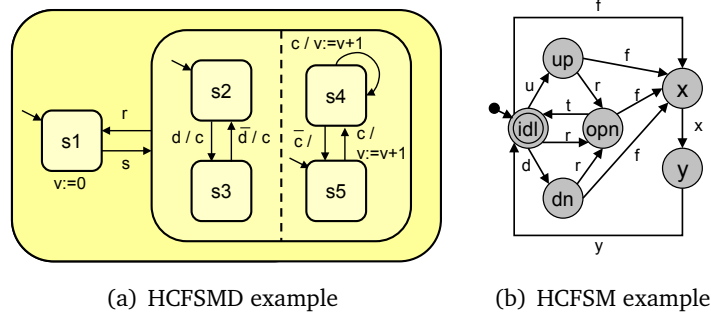 s1
v:=0
r
s
s2
d / c
d̅ / c
s3
c / v:=v+1
s4
c̅ /
c /
v:=v+1
s5
(a) HCFSMD example
f
up
f
u
r
x
t
f
idl
opn
r
x
d
r
f
dn
y
y
(b) HCFSM example